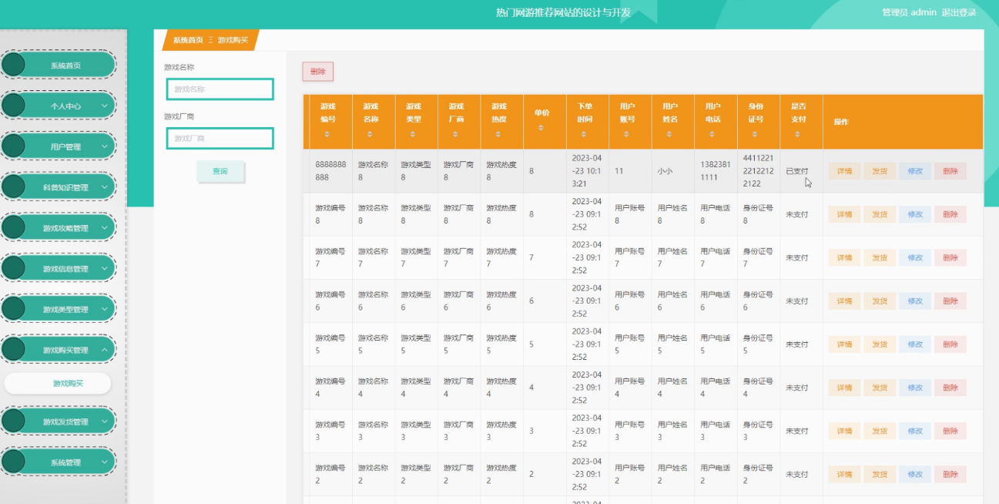 热门网游推荐网站的设计与开发
管理员 admin 退出登录
系统首页
个人中心
用户管理
科普知识管理
游戏攻略管理
游戏信息管理
游戏类型管理
游戏购买管理
游戏购买
游戏发货管理
系统管理
系统首页 Ξ 游戏购买
游戏名称
游戏名称
游戏厂商
游戏厂商
查询
删除
游戏编号 游戏名称 游戏类型 游戏厂商 游戏热度 单价 下单时间 用户账号 用户姓名 用户电话 身份证号 是否支付 操作
8888888888 游戏名称8 游戏类型8 游戏厂商8 游戏热度8 8 2023-04-23 10:13:21 11 小小 13823811111 441122122122122122 已支付 详情 发货 修改 删除
游戏编号8 游戏名称8 游戏类型8 游戏厂商8 游戏热度8 8 2023-04-23 09:12:52 用户账号8 用户姓名8 用户电话8 身份证号8 未支付 详情 发货 修改 删除
游戏编号7 游戏名称7 游戏类型7 游戏厂商7 游戏热度7 7 2023-04-23 09:12:52 用户账号7 用户姓名7 用户电话7 身份证号7 未支付 详情 发货 修改 删除
游戏编号6 游戏名称6 游戏类型6 游戏厂商6 游戏热度6 6 2023-04-23 09:12:52 用户账号6 用户姓名6 用户电话6 身份证号6 未支付 详情 发货 修改 删除
游戏编号5 游戏名称5 游戏类型5 游戏厂商5 游戏热度5 5 2023-04-23 09:12:52 用户账号5 用户姓名5 用户电话5 身份证号5 未支付 详情 发货 修改 删除
游戏编号4 游戏名称4 游戏类型4 游戏厂商4 游戏热度4 4 2023-04-23 09:12:52 用户账号4 用户姓名4 用户电话4 身份证号4 未支付 详情 发货 修改 删除
游戏编号3 游戏名称3 游戏类型3 游戏厂商3 游戏热度3 3 2023-04-23 09:12:52 用户账号3 用户姓名3 用户电话3 身份证号3 未支付 详情 发货 修改 删除
游戏编号2 游戏名称2 游戏类型2 游戏厂商2 游戏热度2 2 2023-04-23 09:12:52 用户账号2 用户姓名2 用户电话2 身份证号2 未支付 详情 发货 修改 删除